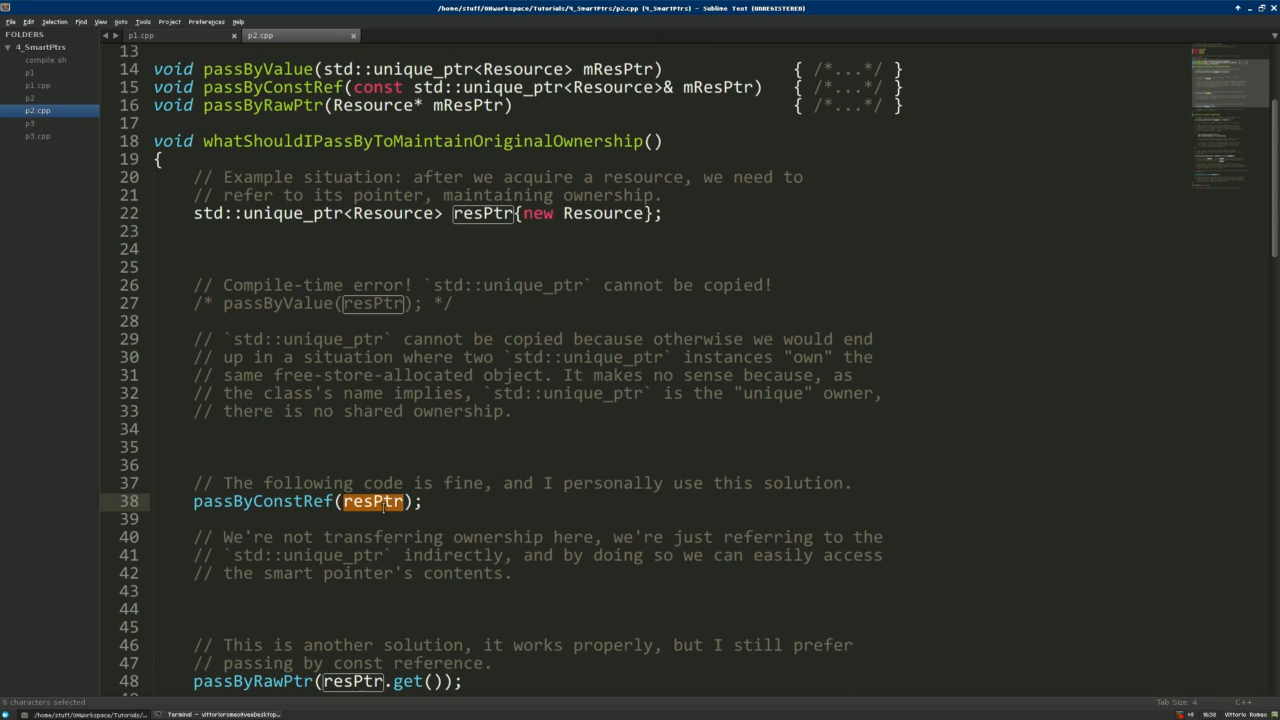 /home/stuff/OHWorkspace/Tutorials/4_SmartPtrs/p2.cpp (4_SmartPtrs) - Sublime Text (UNREGISTERED)
File Edit Selection Find View Goto Tools Project Preferences Help
FOLDERS
4_SmartPtrs
compile.sh
p1
p1.cpp
p2
p2.cpp
p3
p3.cpp
p1.cpp × p2.cpp ×
13
14 void passByValue(std::unique_ptr<Resource> mResPtr) { /*...*/ }
15 void passByConstRef(const std::unique_ptr<Resource>& mResPtr) { /*...*/ }
16 void passByRawPtr(Resource* mResPtr) { /*...*/ }
17
18 void whatShouldIPassByToMaintainOriginalOwnership()
19 {
20 // Example situation: after we acquire a resource, we need to
21 // refer to its pointer, maintaining ownership.
22 std::unique_ptr<Resource> resPtr{new Resource};
23
24
25
26 // Compile-time error! `std::unique_ptr` cannot be copied!
27 /* passByValue(resPtr); */
28
29 // `std::unique_ptr` cannot be copied because otherwise we would end
30 // up in a situation where two `std::unique_ptr` instances "own" the
31 // same free-store-allocated object. It makes no sense because, as
32 // the class's name implies, `std::unique_ptr` is the "unique" owner,
33 // there is no shared ownership.
34
35
36
37 // The following code is fine, and I personally use this solution.
38 passByConstRef(resPtr);
39
40 // We're not transferring ownership here, we're just referring to the
41 // `std::unique_ptr` indirectly, and by doing so we can easily access
42 // the smart pointer's contents.
43
44
45
46 // This is another solution, it works properly, but I still prefer
47 // passing by const reference.
48 passByRawPtr(resPtr.get());
6 characters selected Tab Size: 4 C++
/home/stuff/OHWorkspace/Tutorials/... Terminal - vittorioromeo@veeDesktop... 16:38 Vittorio Romeo